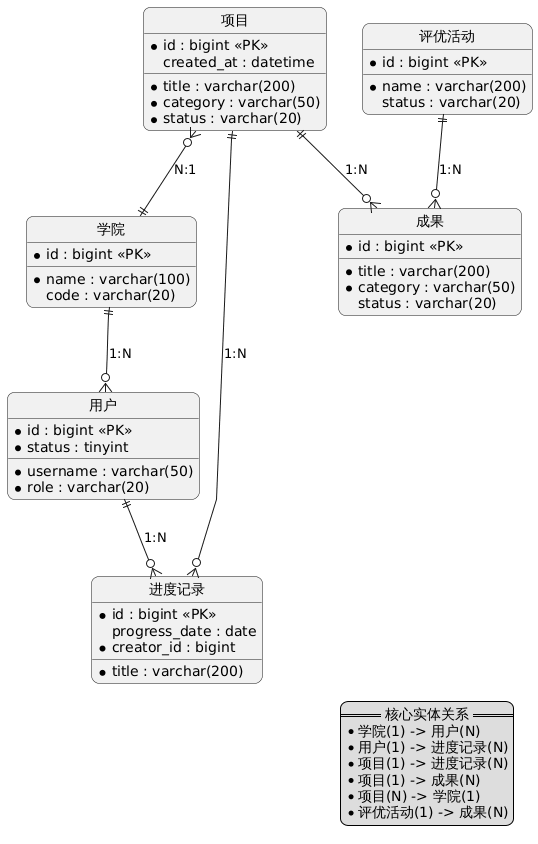 项目
* id : bigint «PK»
created_at : datetime
* title : varchar(200)
* category : varchar(50)
* status : varchar(20)
评优活动
* id : bigint «PK»
* name : varchar(200)
status : varchar(20)
N:1
1:N
1:N
学院
* id : bigint «PK»
* name : varchar(100)
code : varchar(20)
成果
* id : bigint «PK»
* title : varchar(200)
* category : varchar(50)
status : varchar(20)
1:N
1:N
用户
* id : bigint «PK»
* status : tinyint
* username : varchar(50)
* role : varchar(20)
1:N
进度记录
* id : bigint «PK»
progress_date : date
* creator_id : bigint
* title : varchar(200)
核心实体关系
• 学院(1) -> 用户(N)
• 用户(1) -> 进度记录(N)
• 项目(1) -> 进度记录(N)
• 项目(1) -> 成果(N)
• 项目(N) -> 学院(1)
• 评优活动(1) -> 成果(N)